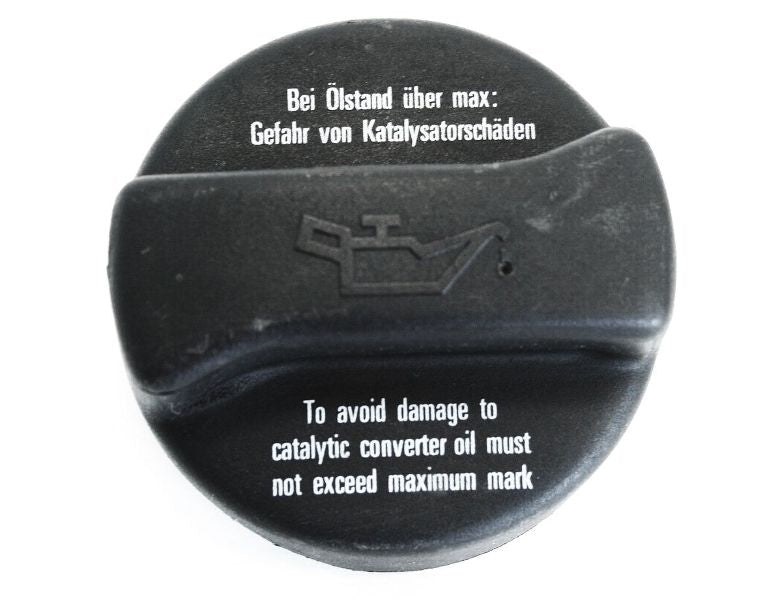 Bei Ölstand über max:
Gefahr von Katalysatorschäden
To avoid damage to
catalytic converter oil must
not exceed maximum mark